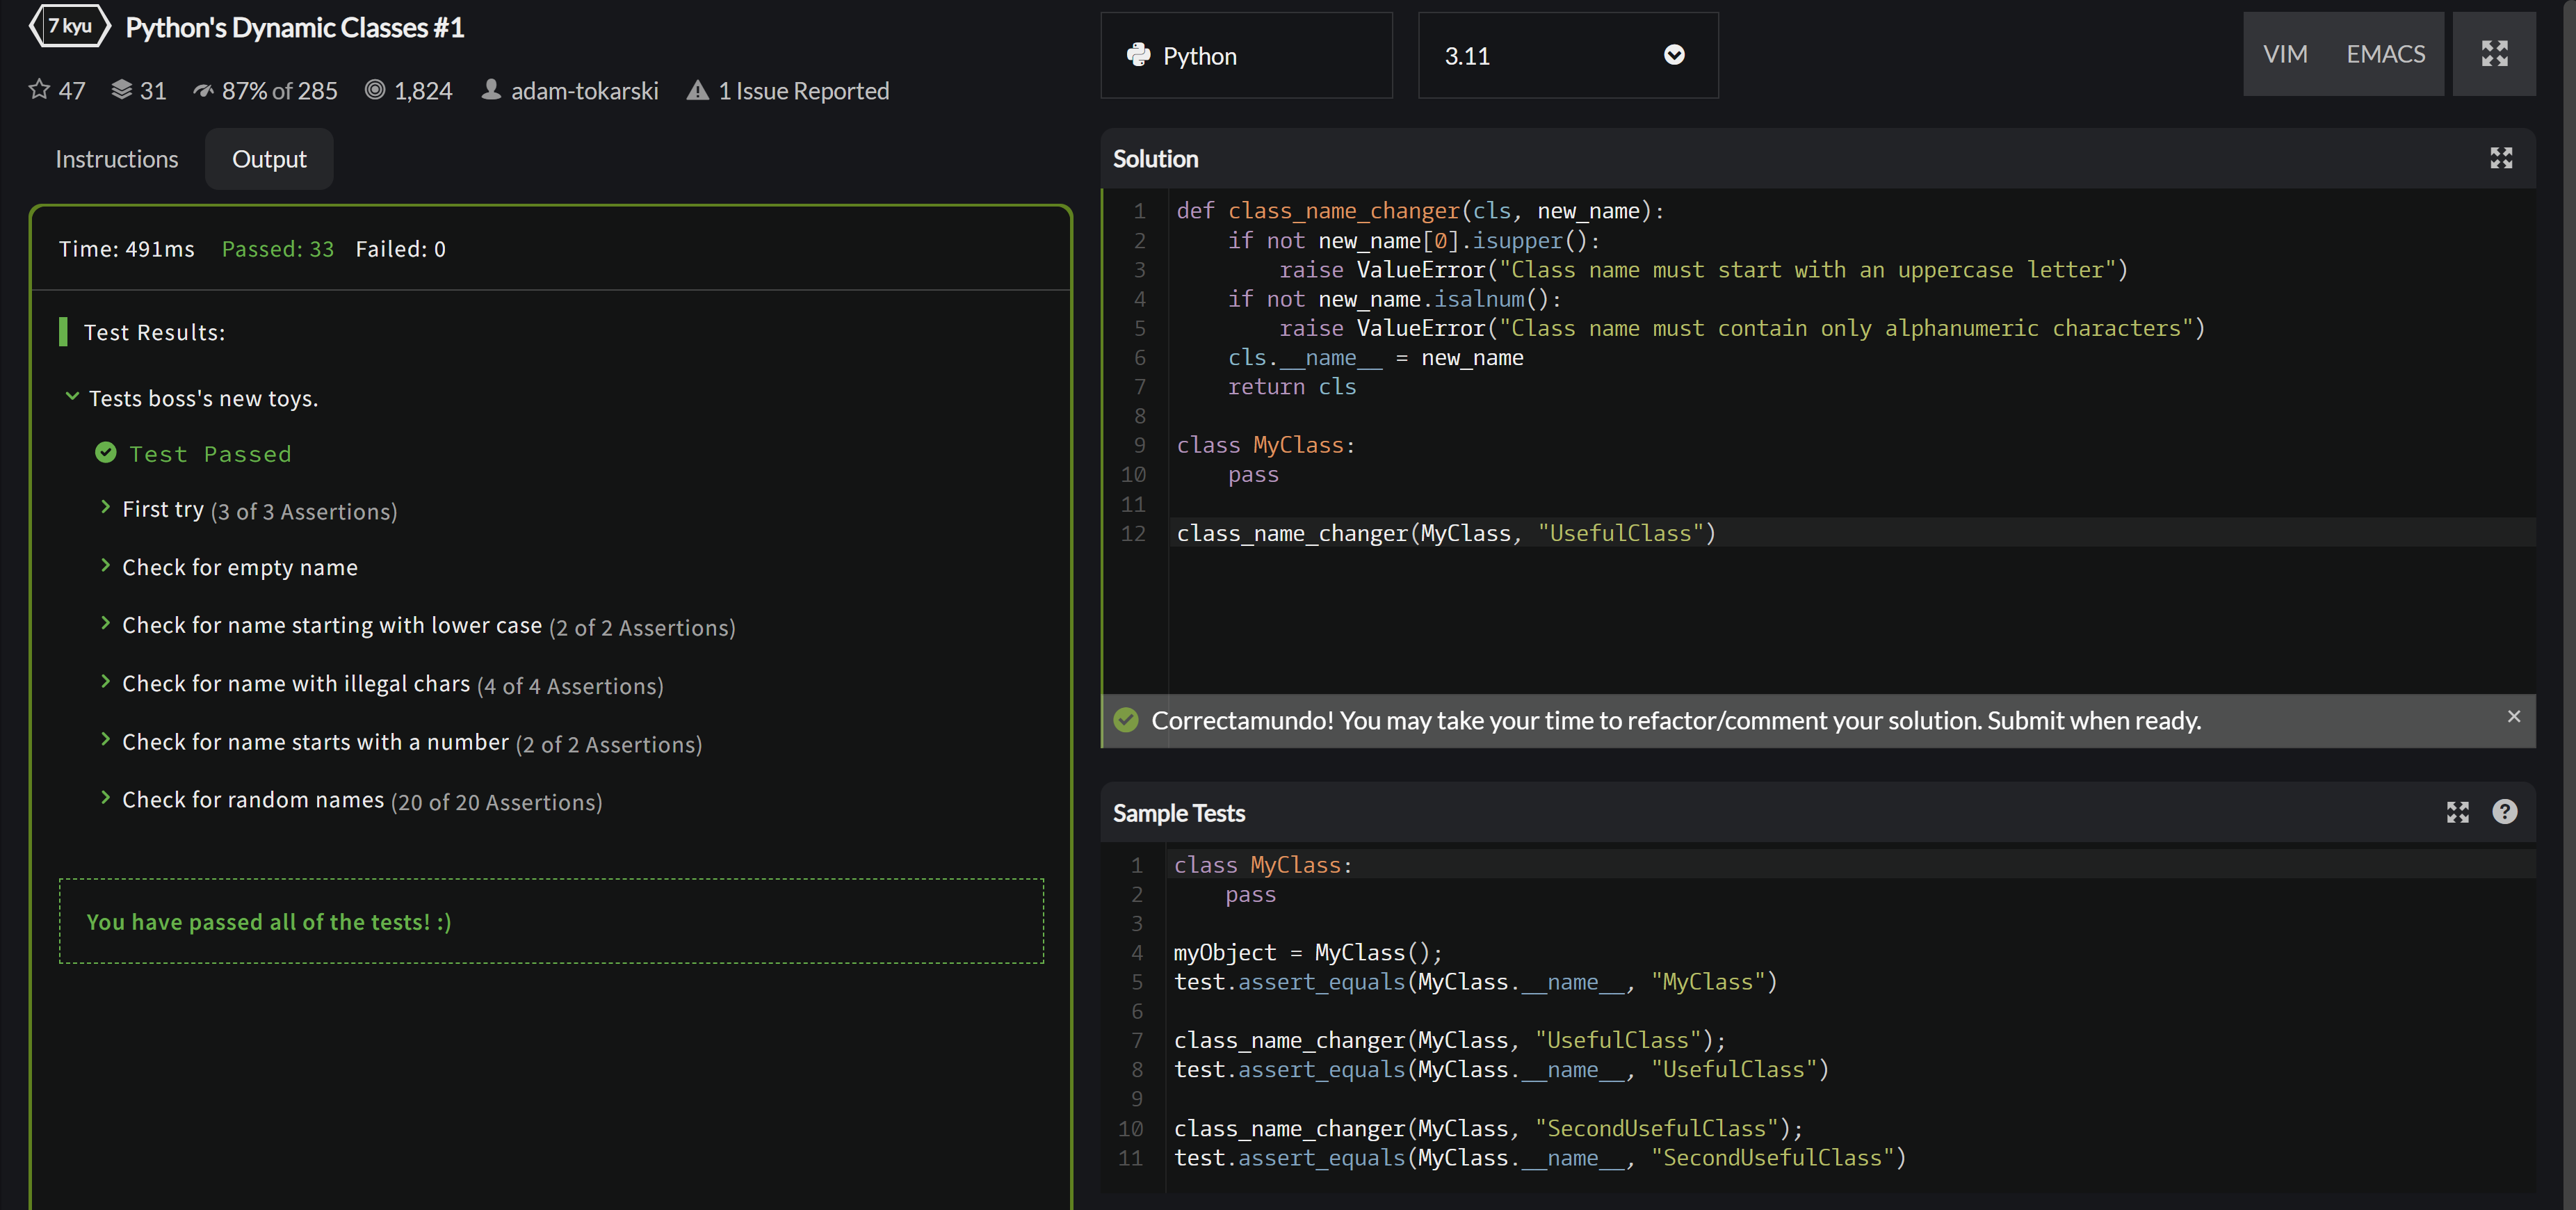 7 kyu Python's Dynamic Classes #1
47 31 87% of 285 1,824 adam-tokarski 1 Issue Reported
Instructions Output
Time: 491ms Passed: 33 Failed: 0
Test Results:
Tests boss's new toys.
Test Passed
First try (3 of 3 Assertions)
Check for empty name
Check for name starting with lower case (2 of 2 Assertions)
Check for name with illegal chars (4 of 4 Assertions)
Check for name starts with a number (2 of 2 Assertions)
Check for random names (20 of 20 Assertions)
You have passed all of the tests! :)
Python 3.11 VIM EMACS
Solution
1 def class_name_changer(cls, new_name):
2     if not new_name[0].isupper():
3         raise ValueError("Class name must start with an uppercase letter")
4     if not new_name.isalnum():
5         raise ValueError("Class name must contain only alphanumeric characters")
6     cls.__name__ = new_name
7     return cls
8
9 class MyClass:
10     pass
11
12 class_name_changer(MyClass, "UsefulClass")
Correctamundo! You may take your time to refactor/comment your solution. Submit when ready. ×
Sample Tests ?
1 class MyClass:
2     pass
3
4 myObject = MyClass();
5 test.assert_equals(MyClass.__name__, "MyClass")
6
7 class_name_changer(MyClass, "UsefulClass");
8 test.assert_equals(MyClass.__name__, "UsefulClass")
9
10 class_name_changer(MyClass, "SecondUsefulClass");
11 test.assert_equals(MyClass.__name__, "SecondUsefulClass")